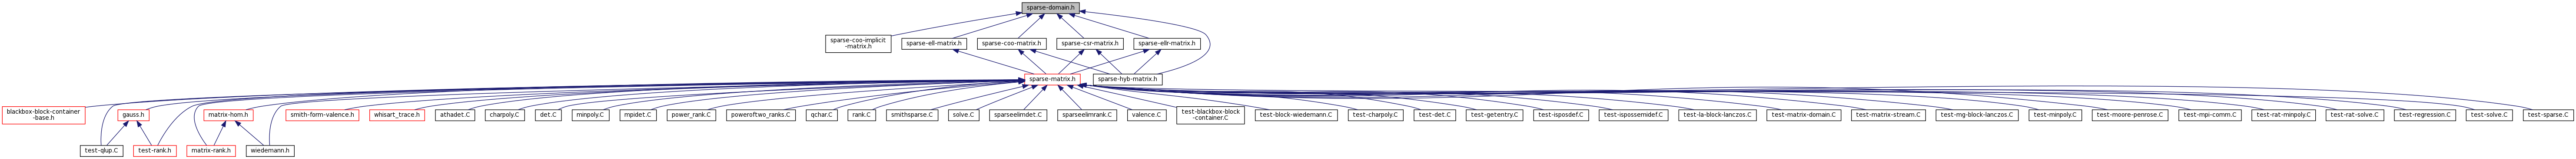 sparse-domain.h
sparse-coo-implicit
-matrix.h
sparse-ell-matrix.h
sparse-coo-matrix.h
sparse-csr-matrix.h
sparse-ellr-matrix.h
sparse-matrix.h
sparse-hyb-matrix.h
blackbox-block-container
-base.h
gauss.h
matrix-hom.h
smith-form-valence.h
whisart_trace.h
athadet.C
charpoly.C
det.C
minpoly.C
mpidet.C
power_rank.C
poweroftwo_ranks.C
qchar.C
rank.C
smithsparse.C
solve.C
sparseelimdet.C
sparseelimrank.C
valence.C
test-blackbox-block
-container.C
test-block-wiedemann.C
test-charpoly.C
test-det.C
test-getentry.C
test-isposdef.C
test-ispossemidef.C
test-la-block-lanczos.C
test-matrix-domain.C
test-matrix-stream.C
test-mg-block-lanczos.C
test-minpoly.C
test-moore-penrose.C
test-mpi-comm.C
test-rat-minpoly.C
test-rat-solve.C
test-regression.C
test-solve.C
test-sparse.C
test-qlup.C
test-rank.h
matrix-rank.h
wiedemann.h